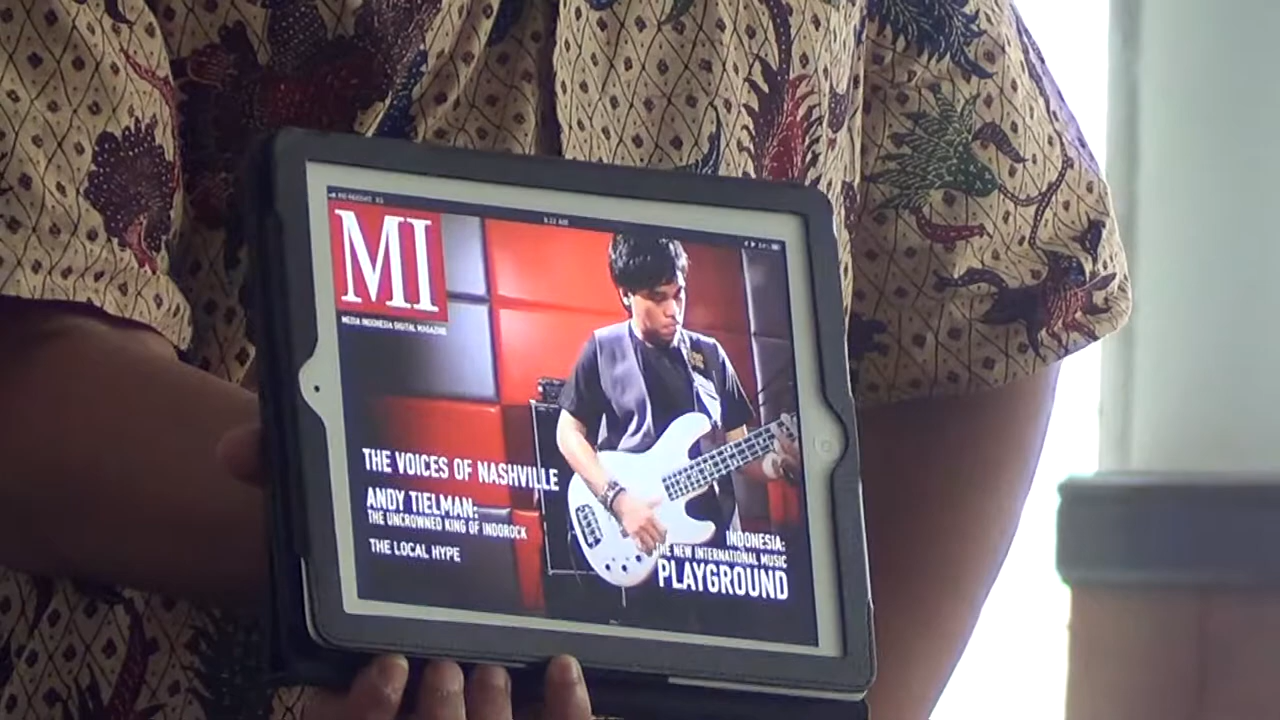 MI
MEDIA INDONESIA DIGITAL MAGAZINE
THE VOICES OF NASHVILLE
ANDY TIELMAN:
THE UNCROWNED KING OF INDOROCK
THE LOCAL HYPE
INDONESIA:
THE NEW INTERNATIONAL MUSIC
PLAYGROUND